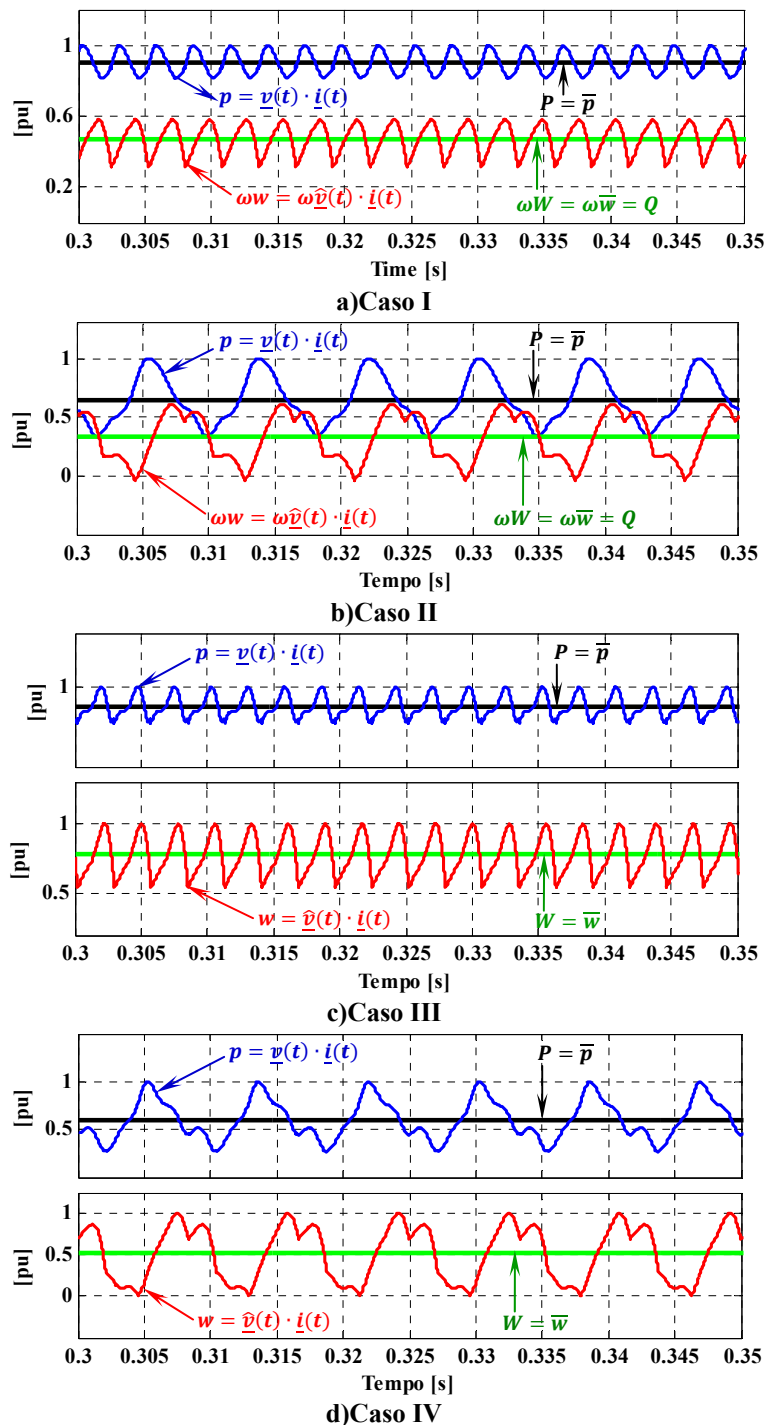 1
p = v̲(t) · i̲(t)
P = p̅
0.6
[pu]
0.2
ωw = ωv̲̂(t) · i̲(t)
ωW = ωw̅ = Q
0.3 0.305 0.31 0.315 0.32 0.325 0.33 0.335 0.34 0.345 0.35
Time [s]
a)Caso I
p = v̲(t) · i̲(t)
P = p̅
1
[pu]
0.5
0
ωw = ωv̲̂(t) · i̲(t)
ωW = ωw̅ = Q
0.3 0.305 0.31 0.315 0.32 0.325 0.33 0.335 0.34 0.345 0.35
Tempo [s]
b)Caso II
p = v̲(t) · i̲(t)
P = p̅
1
[pu]
1
[pu]
0.5
w = v̲̂(t) · i̲(t)
W = w̅
0.3 0.305 0.31 0.315 0.32 0.325 0.33 0.335 0.34 0.345 0.35
Tempo [s]
c)Caso III
p = v̲(t) · i̲(t)
P = p̅
1
0.5
[pu]
1
[pu]
0.5
0
w = v̲̂(t) · i̲(t)
W = w̅
0.3 0.305 0.31 0.315 0.32 0.325 0.33 0.335 0.34 0.345 0.35
Tempo [s]
d)Caso IV